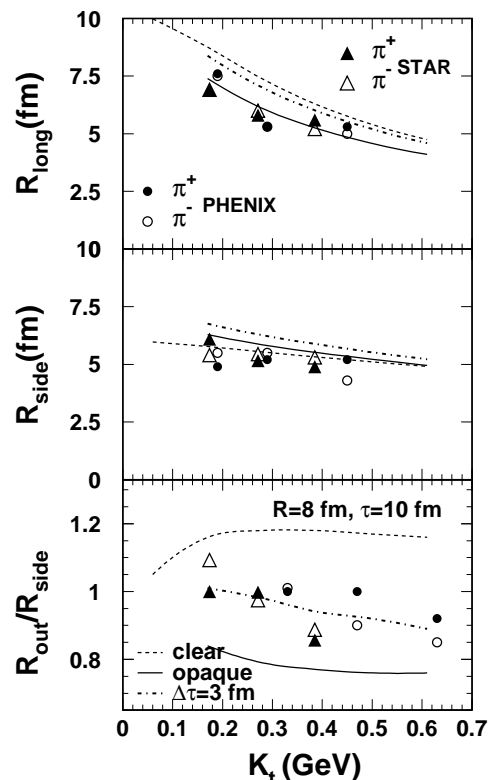 10
7.5
5
2.5
R_long(fm)
π+
π- STAR
π+
π- PHENIX
10
7.5
5
2.5
0
R_side(fm)
1.2
1
0.8
R_out/R_side
R=8 fm, τ=10 fm
clear
opaque
Δτ=3 fm
0 0.1 0.2 0.3 0.4 0.5 0.6 0.7
K_t (GeV)